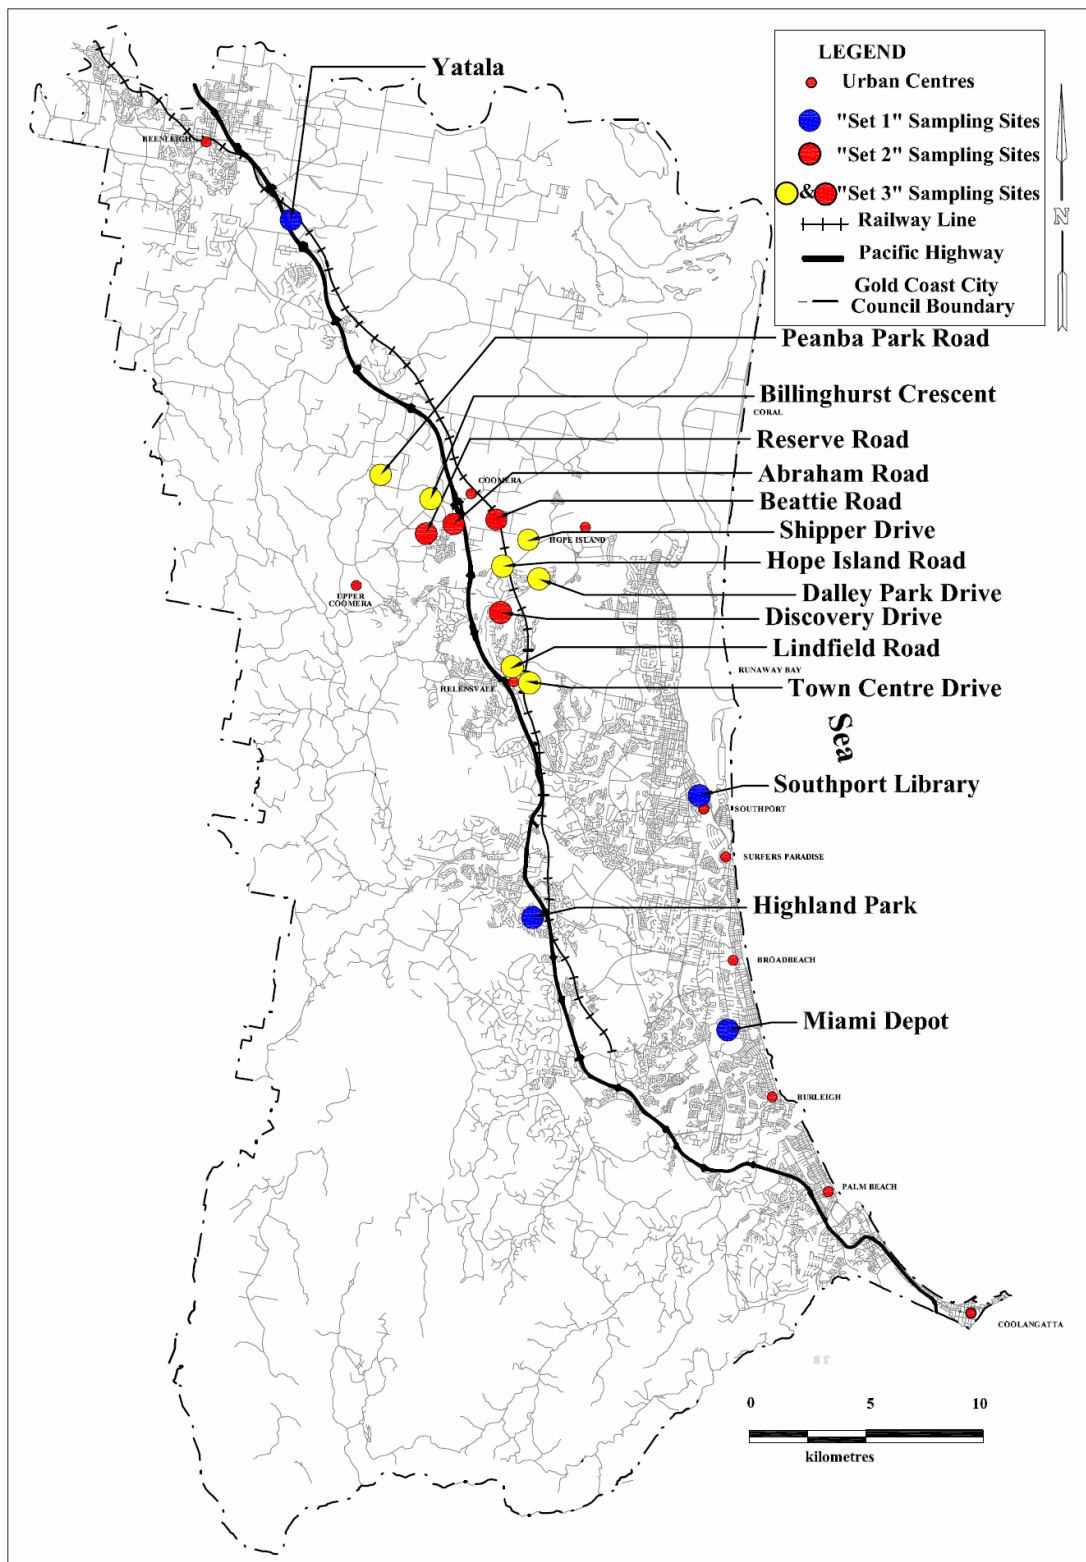 Yatala
LEGEND
Urban Centres
"Set 1" Sampling Sites
"Set 2" Sampling Sites
& "Set 3" Sampling Sites
Railway Line
Pacific Highway
Gold Coast City
Council Boundary
N
BEENLEIGH
Peanba Park Road
Billinghurst Crescent
CORAL
Reserve Road
Abraham Road
COOMERA
Beattie Road
Shipper Drive
HOPE ISLAND
Hope Island Road
Dalley Park Drive
UPPER
COOMERA
Discovery Drive
Lindfield Road
RUNAWAY BAY
Town Centre Drive
HELENSVALE
Sea
Southport Library
SOUTHPORT
SURFERS PARADISE
Highland Park
BROADBEACH
Miami Depot
BURLEIGH
PALM BEACH
COOLANGATTA
0 5 10
kilometres